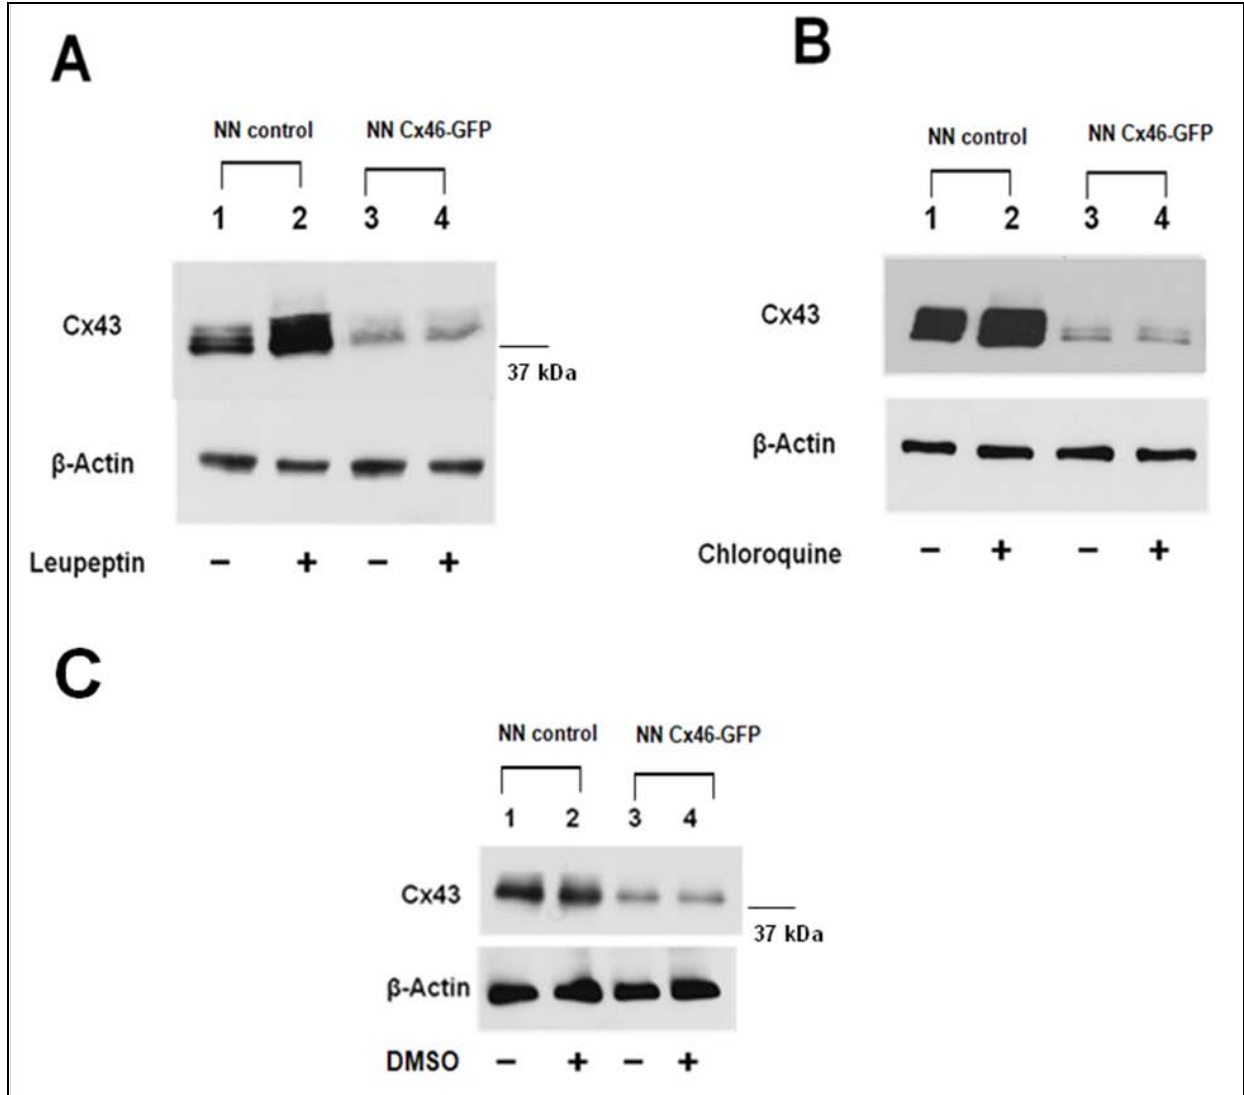 A
NN control NN Cx46-GFP
1 2 3 4
Cx43
37 kDa
β-Actin
Leupeptin − + − +
B
NN control NN Cx46-GFP
1 2 3 4
Cx43
β-Actin
Chloroquine − + − +
C
NN control NN Cx46-GFP
1 2 3 4
Cx43
37 kDa
β-Actin
DMSO − + − +